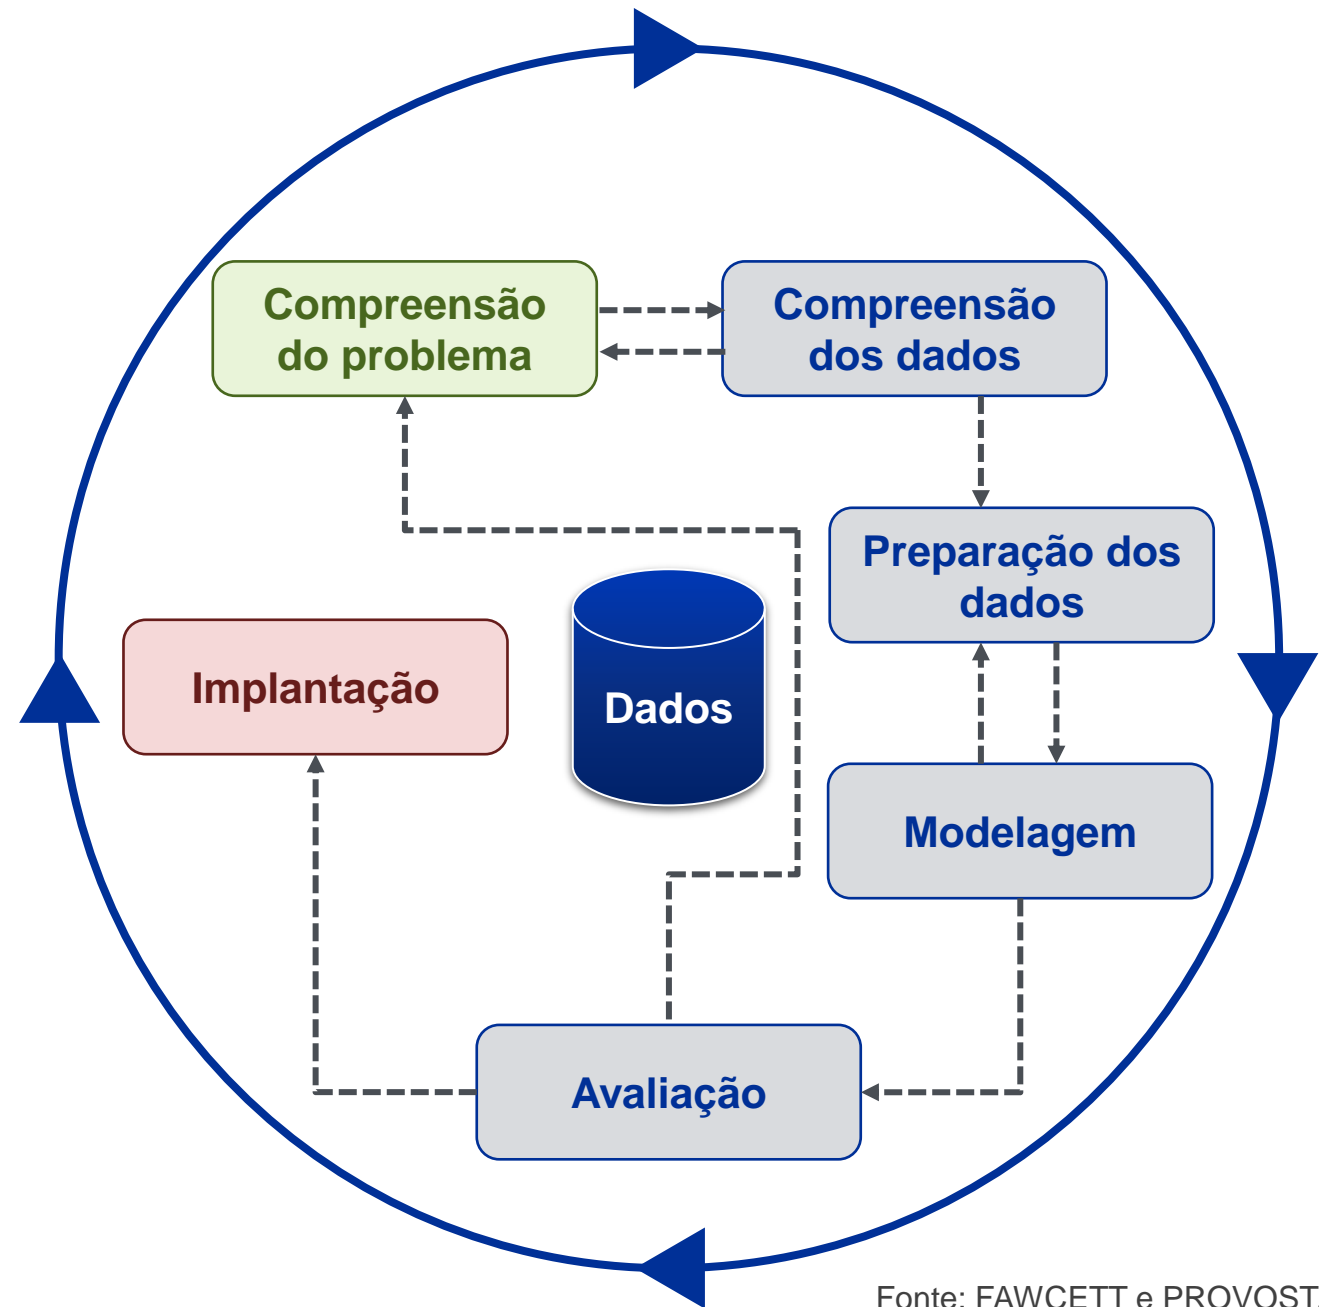 Compreensão
do problema
Compreensão
dos dados
Preparação dos
dados
Implantação
Dados
Modelagem
Avaliação
Fonte: FAWCETT e PROVOST,